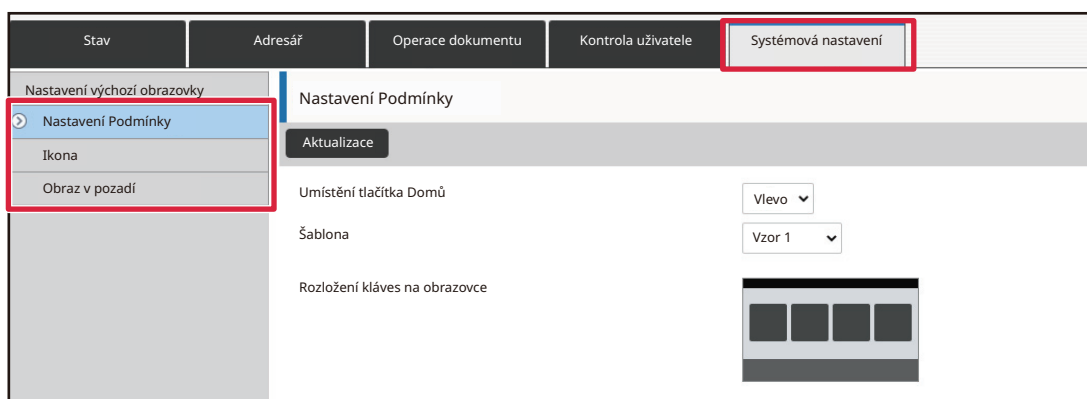 Stav
Adresář
Operace dokumentu
Kontrola uživatele
Systémová nastavení
Nastavení výchozí obrazovky
Nastavení Podmínky
Ikona
Obraz v pozadí
Nastavení Podmínky
Aktualizace
Umístění tlačítka Domů
Vlevo
Šablona
Vzor 1
Rozložení kláves na obrazovce